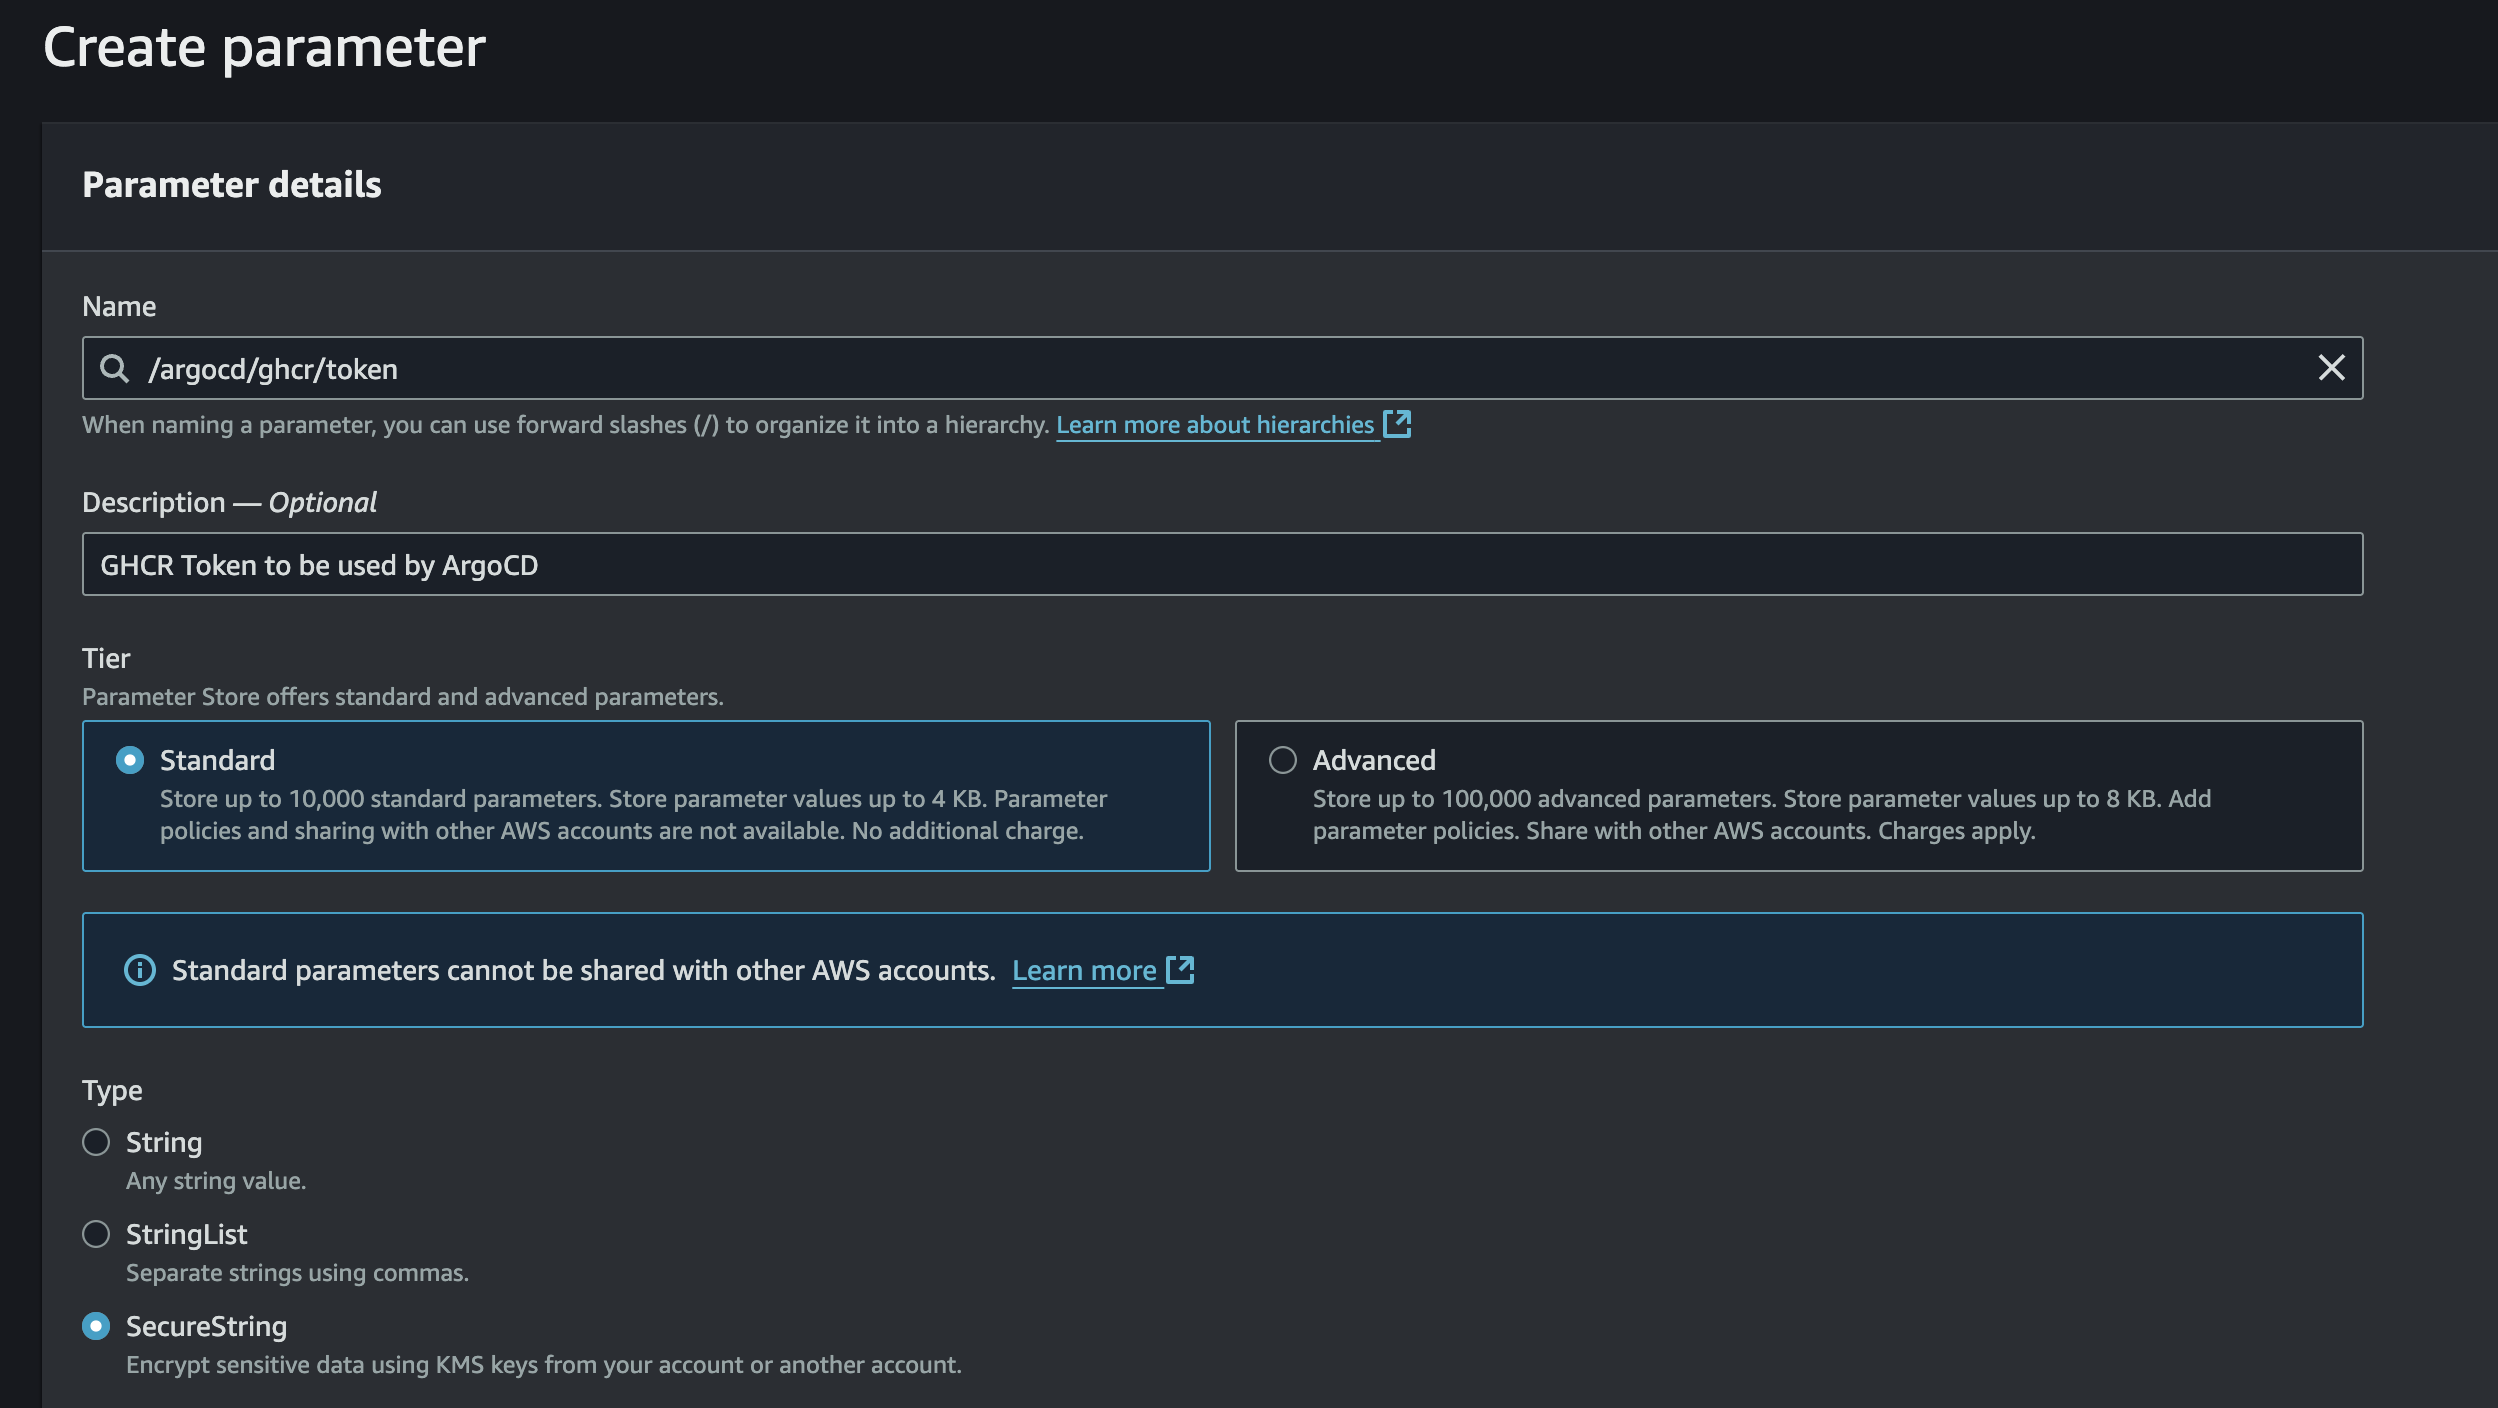 Create parameter
Parameter details
Name
/argocd/ghcr/token
When naming a parameter, you can use forward slashes (/) to organize it into a hierarchy. Learn more about hierarchies
Description — Optional
GHCR Token to be used by ArgoCD
Tier
Parameter Store offers standard and advanced parameters.
Standard
Store up to 10,000 standard parameters. Store parameter values up to 4 KB. Parameter
policies and sharing with other AWS accounts are not available. No additional charge.
Advanced
Store up to 100,000 advanced parameters. Store parameter values up to 8 KB. Add
parameter policies. Share with other AWS accounts. Charges apply.
Standard parameters cannot be shared with other AWS accounts. Learn more
Type
String
Any string value.
StringList
Separate strings using commas.
SecureString
Encrypt sensitive data using KMS keys from your account or another account.